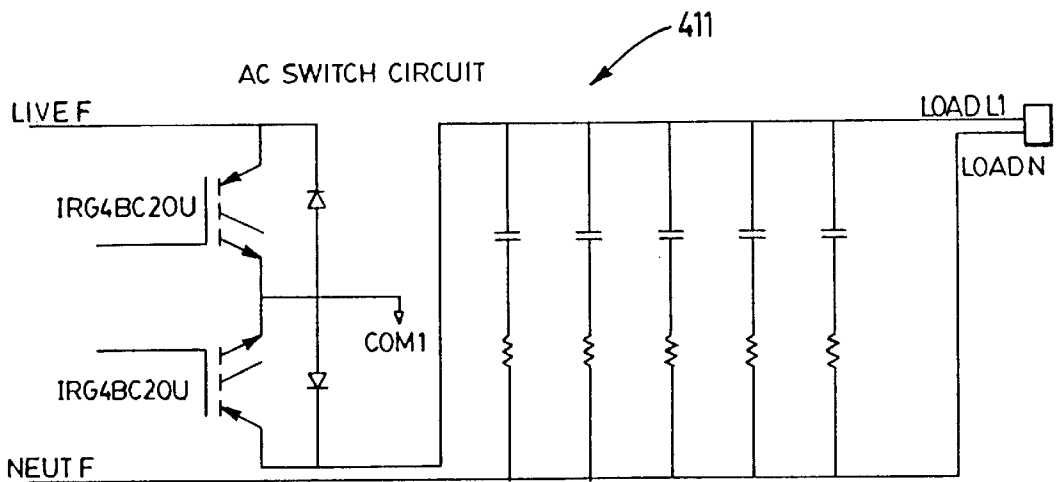 411
AC SWITCH CIRCUIT
LIVE F
LOAD L1
LOAD N
IRG4BC20U
COM1
IRG4BC20U
NEUT F